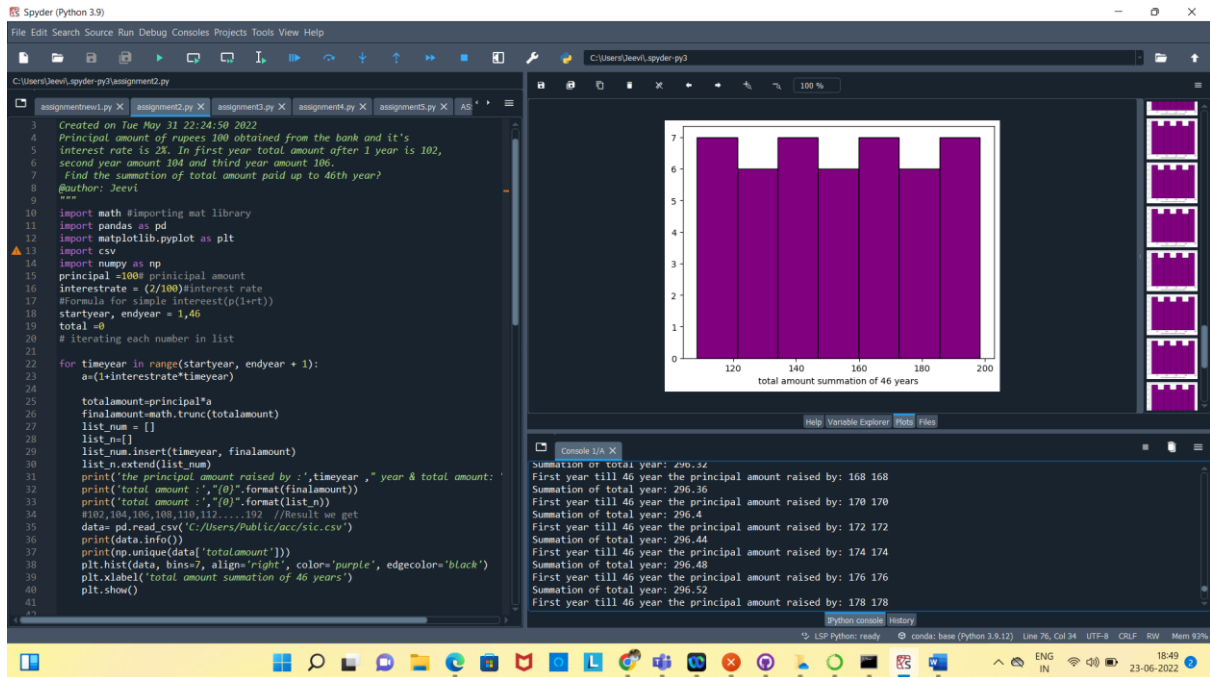 Spyder (Python 3.9)
File Edit Search Source Run Debug Consoles Projects Tools View Help
C:\Users\Jeevi\.spyder-py3
C:\Users\Jeevi\.spyder-py3\assignment2.py
assignmentnew1.py X assignment2.py X assignment3.py X assignment4.py X assignment5.py X AS
3 Created on Tue May 31 22:24:50 2022
4 Principal amount of rupees 100 obtained from the bank and it's
5 interest rate is 2%. In first year total amount after 1 year is 102,
6 second year amount 104 and third year amount 106.
7 Find the summation of total amount paid up to 46th year?
8 @author: Jeevi
9 """
10 import math #importing mat library
11 import pandas as pd
12 import matplotlib.pyplot as plt
13 import csv
14 import numpy as np
15 principal =100# prinicipal amount
16 interestrate = (2/100)#interest rate
17 #Formula for simple intereest(p(1+rt))
18 startyear, endyear = 1,46
19 total =0
20 # iterating each number in list
21
22 for timeyear in range(startyear, endyear + 1):
23 a=(1+interestrate*timeyear)
24
25 totalamount=principal*a
26 finalamount=math.trunc(totalamount)
27 list_num = []
28 list_n=[]
29 list_num.insert(timeyear, finalamount)
30 list_n.extend(list_num)
31 print('the principal amount raised by :',timeyear ," year & total amount: '
32 print('total amount :',"{0}".format(finalamount))
33 print('total amount :',"{0}".format(list_n))
34 #102,104,106,108,110,112.....192 //Result we get
35 data= pd.read_csv('C:/Users/Public/acc/sic.csv')
36 print(data.info())
37 print(np.unique(data['totalamount']))
38 plt.hist(data, bins=7, align='right', color='purple', edgecolor='black')
39 plt.xlabel('total amount summation of 46 years')
40 plt.show()
41
42
100 %
7
6
5
4
3
2
1
0
120 140 160 180 200
total amount summation of 46 years
Help Variable Explorer Plots Files
Console 1/A X
Summation of total year: 296.32
First year till 46 year the principal amount raised by: 168 168
Summation of total year: 296.36
First year till 46 year the principal amount raised by: 170 170
Summation of total year: 296.4
First year till 46 year the principal amount raised by: 172 172
Summation of total year: 296.44
First year till 46 year the principal amount raised by: 174 174
Summation of total year: 296.48
First year till 46 year the principal amount raised by: 176 176
Summation of total year: 296.52
First year till 46 year the principal amount raised by: 178 178
IPython console History
LSP Python: ready conda: base (Python 3.9.12) Line 76, Col 34 UTF-8 CRLF RW Mem 93%
ENG
IN
18:49
23-06-2022
2